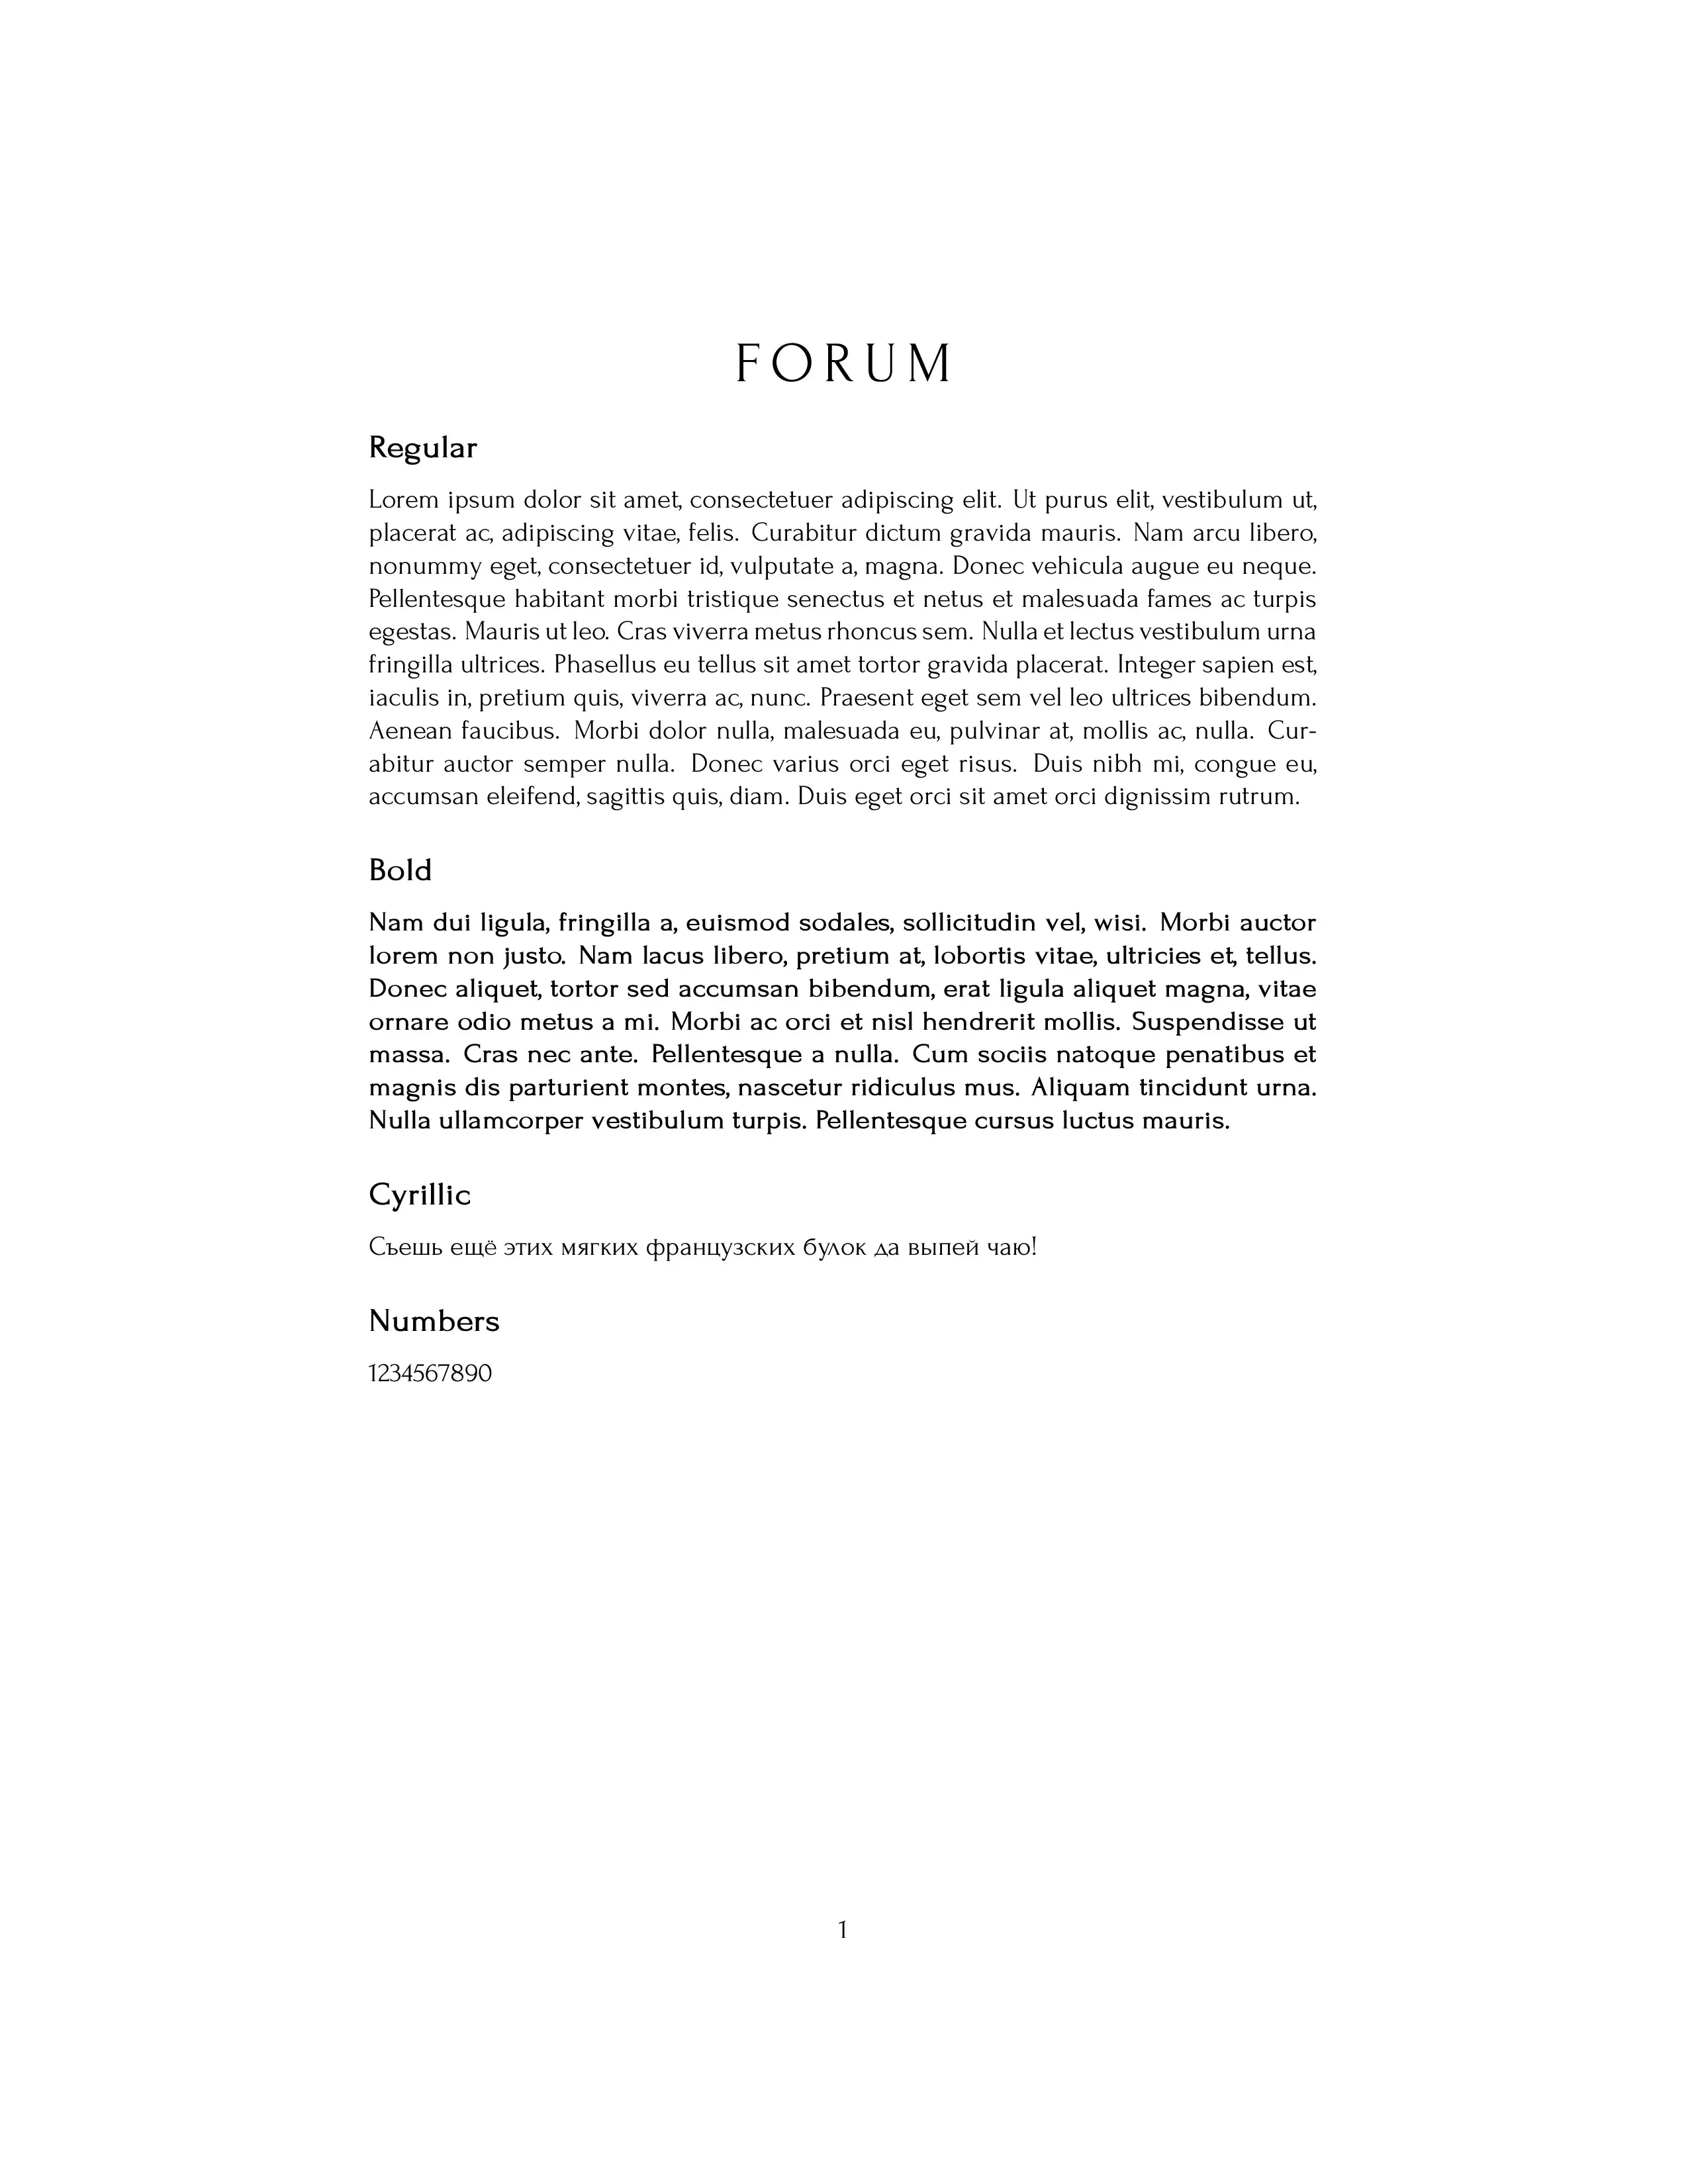 FORUM
Regular
Lorem ipsum dolor sit amet, consectetuer adipiscing elit. Ut purus elit, vestibulum ut,
placerat ac, adipiscing vitae, felis. Curabitur dictum gravida mauris. Nam arcu libero,
nonummy eget, consectetuer id, vulputate a, magna. Donec vehicula augue eu neque.
Pellentesque habitant morbi tristique senectus et netus et malesuada fames ac turpis
egestas. Mauris ut leo. Cras viverra metus rhoncus sem. Nulla et lectus vestibulum urna
fringilla ultrices. Phasellus eu tellus sit amet tortor gravida placerat. Integer sapien est,
iaculis in, pretium quis, viverra ac, nunc. Praesent eget sem vel leo ultrices bibendum.
Aenean faucibus. Morbi dolor nulla, malesuada eu, pulvinar at, mollis ac, nulla. Cur-
abitur auctor semper nulla. Donec varius orci eget risus. Duis nibh mi, congue eu,
accumsan eleifend, sagittis quis, diam. Duis eget orci sit amet orci dignissim rutrum.
Bold
Nam dui ligula, fringilla a, euismod sodales, sollicitudin vel, wisi. Morbi auctor
lorem non justo. Nam lacus libero, pretium at, lobortis vitae, ultricies et, tellus.
Donec aliquet, tortor sed accumsan bibendum, erat ligula aliquet magna, vitae
ornare odio metus a mi. Morbi ac orci et nisl hendrerit mollis. Suspendisse ut
massa. Cras nec ante. Pellentesque a nulla. Cum sociis natoque penatibus et
magnis dis parturient montes, nascetur ridiculus mus. Aliquam tincidunt urna.
Nulla ullamcorper vestibulum turpis. Pellentesque cursus luctus mauris.
Cyrillic
Съешь ещё этих мягких французских булок да выпей чаю!
Numbers
1234567890
1